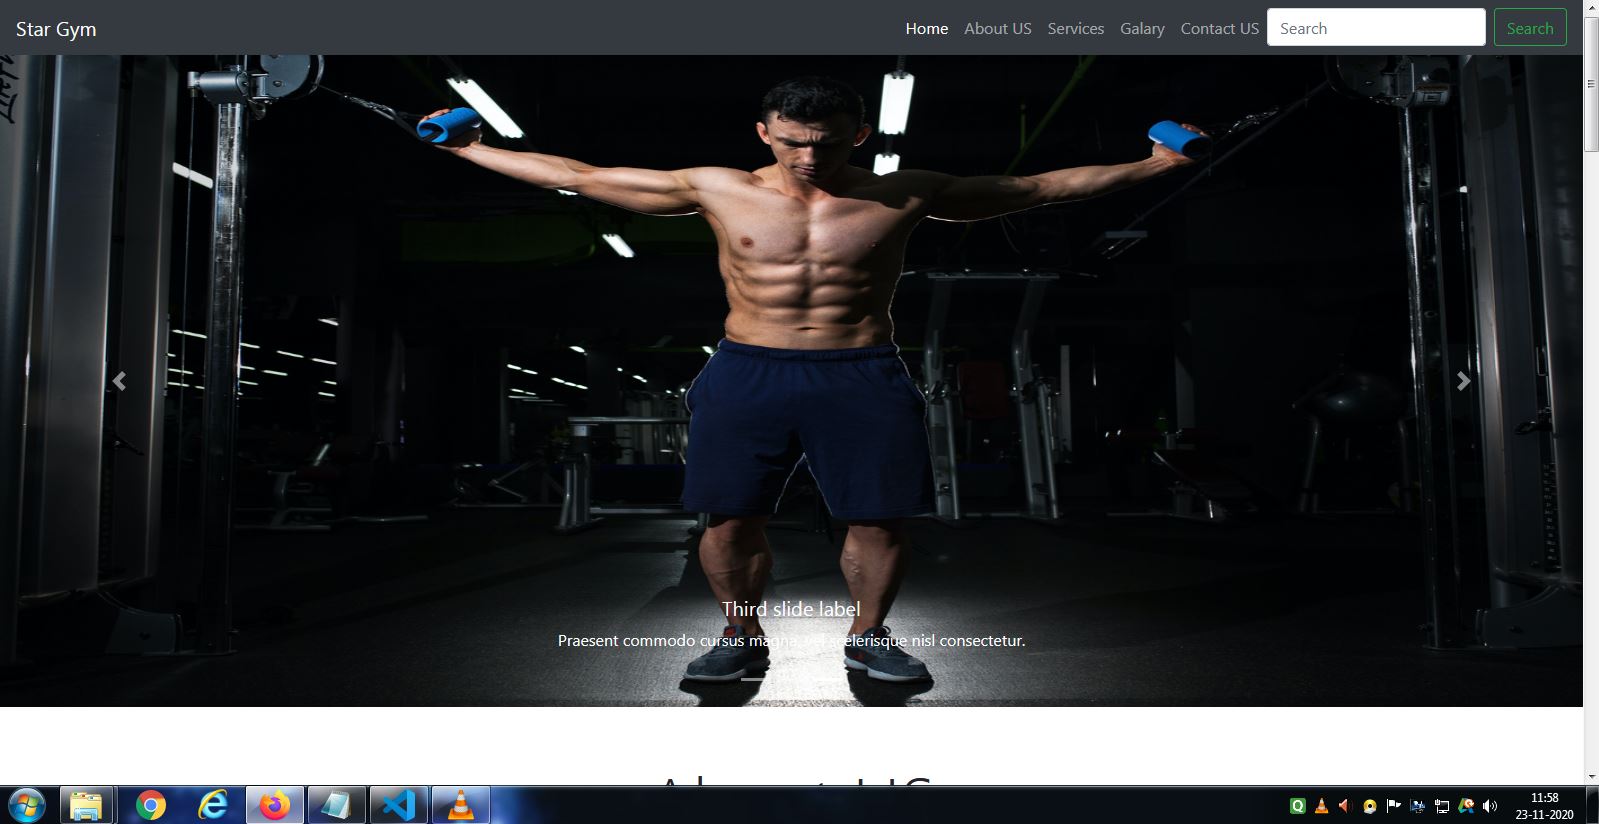 Star Gym
Home About US Services Galary Contact US Search Search
Third slide label
Praesent commodo cursus magna, vel scelerisque nisl consectetur.
11:58
23-11-2020